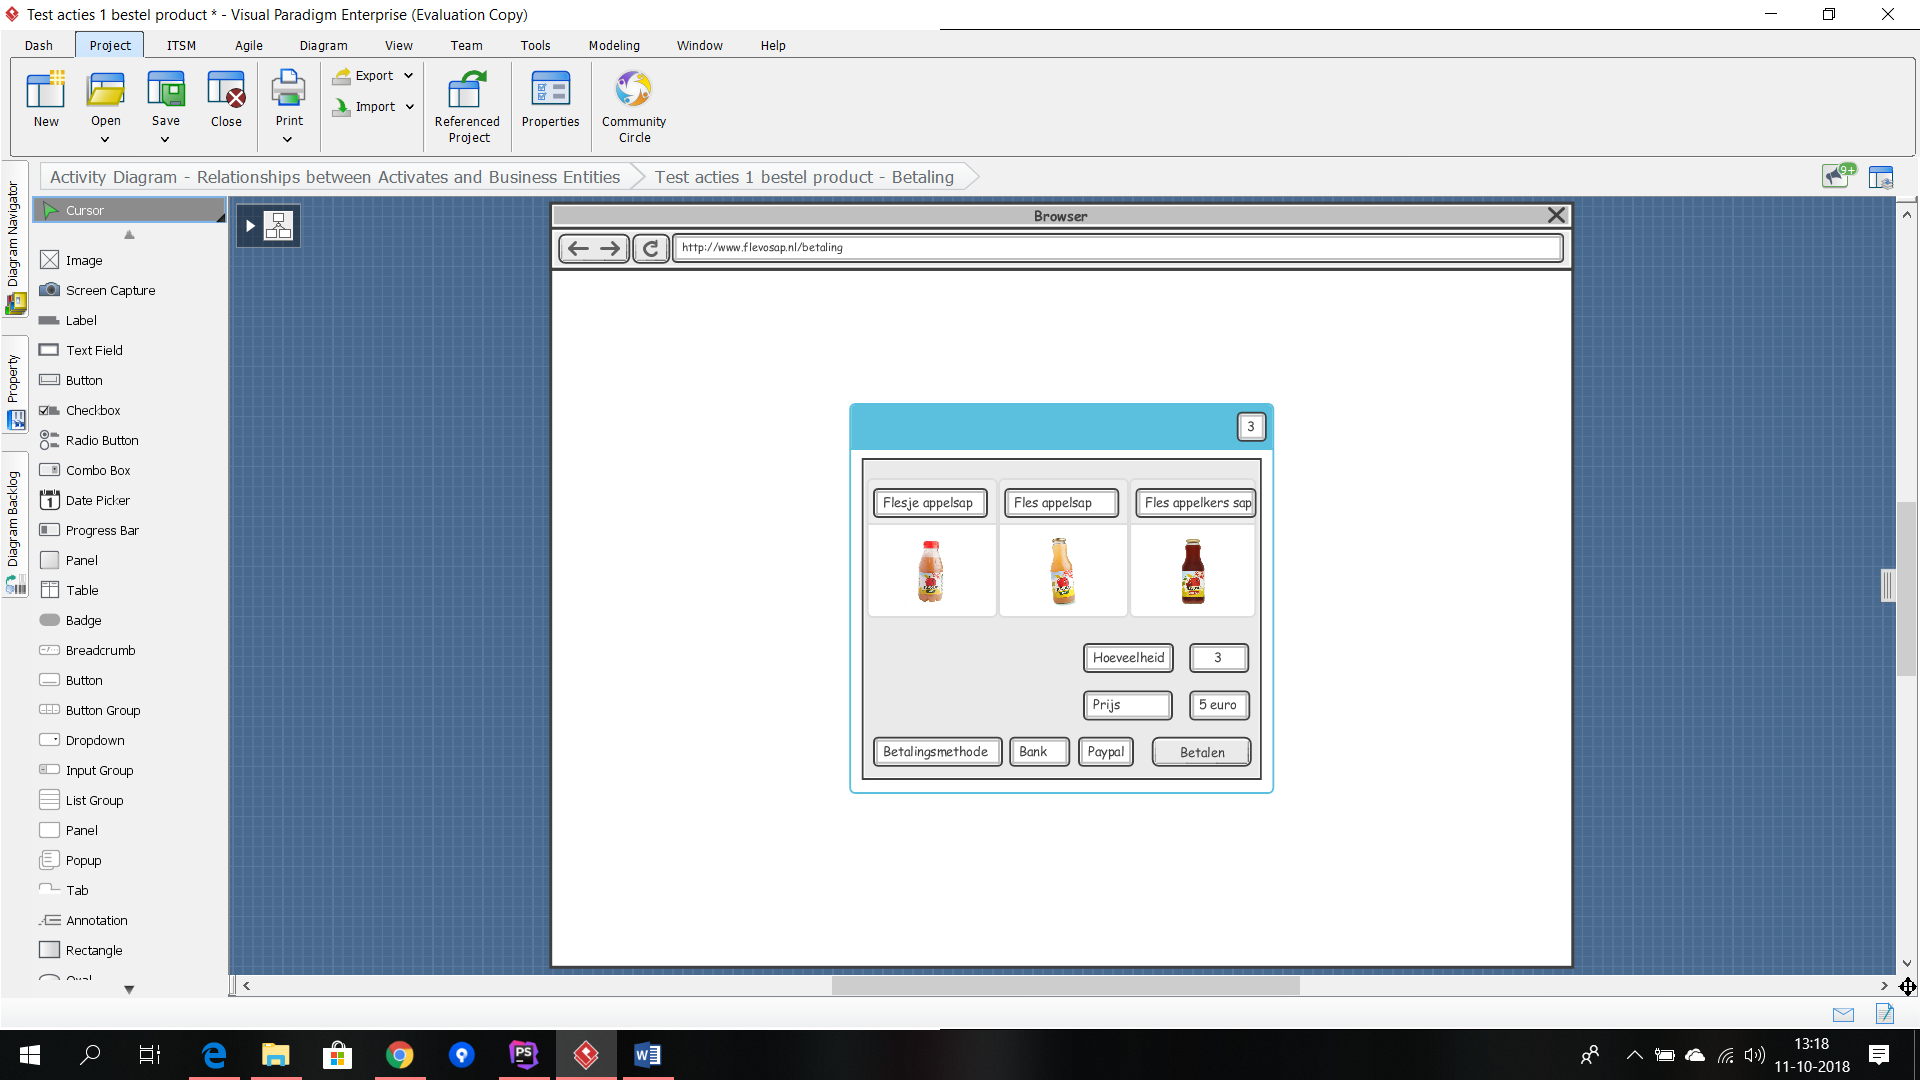 Test acties 1 bestel product * - Visual Paradigm Enterprise (Evaluation Copy)
Dash Project ITSM Agile Diagram View Team Tools Modeling Window Help
New
Open
Save
Close
Print
Export
Import
Referenced Project
Properties
Community Circle
Activity Diagram - Relationships between Activates and Business Entities
Test acties 1 bestel product - Betaling
9+
Diagram Navigator
Property
Diagram Backlog
Cursor
Image
Screen Capture
Label
Text Field
Button
Checkbox
Radio Button
Combo Box
1 Date Picker
Progress Bar
Panel
Table
Badge
Breadcrumb
Button
Button Group
Dropdown
Input Group
List Group
Panel
Popup
Tab
Annotation
Rectangle
Oval
Browser
http://www.flevosap.nl/betaling
3
Flesje appelsap
Fles appelsap
Fles appelkers sap
Hoeveelheid
3
Prijs
5 euro
Betalingsmethode
Bank
Paypal
Betalen
PS
13:18
11-10-2018